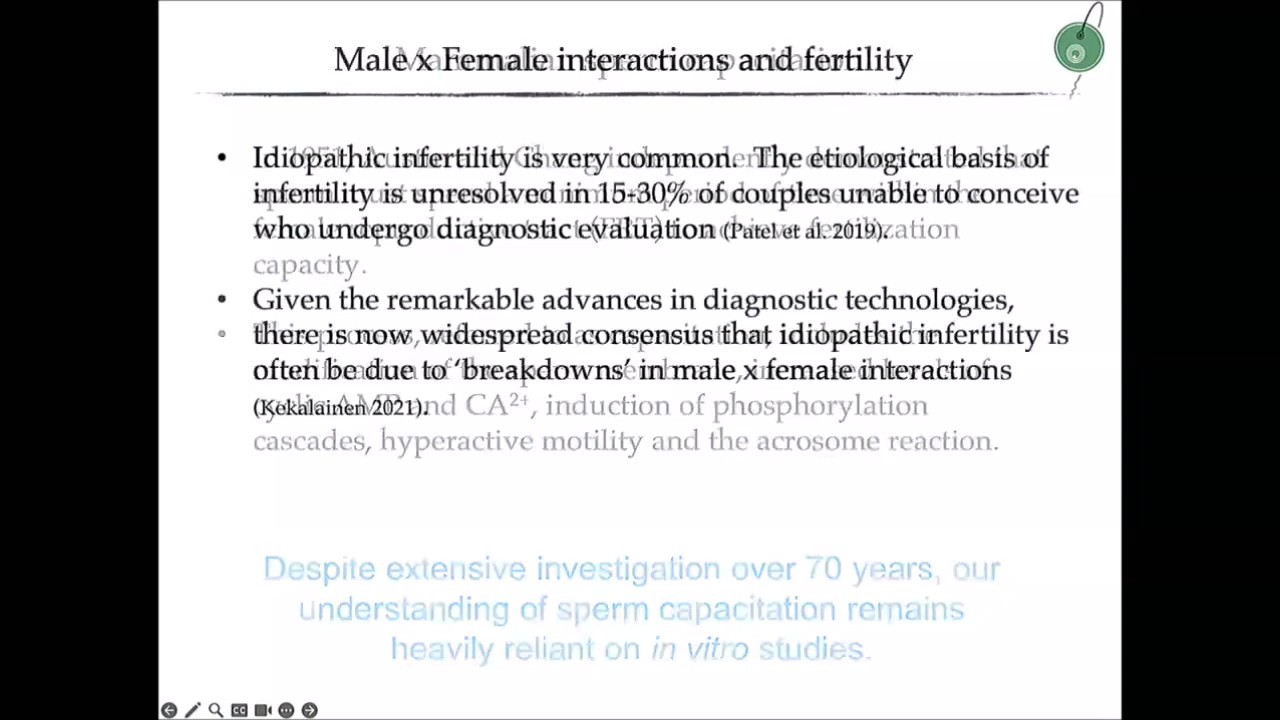 Male x Female interactions and fertility
• Idiopathic infertility is very common. The etiological basis of
infertility is unresolved in 15-30% of couples unable to conceive
who undergo diagnostic evaluation (Patel et al. 2019).
capacity.
• Given the remarkable advances in diagnostic technologies,
there is now widespread consensus that idiopathic infertility is
often be due to ‘breakdowns’ in male x female interactions
(Kekalainen 2021).
and CA²⁺, induction of phosphorylation
cascades, hyperactive motility and the acrosome reaction.
Despite extensive investigation over 70 years, our
understanding of sperm capacitation remains
heavily reliant on in vitro studies.